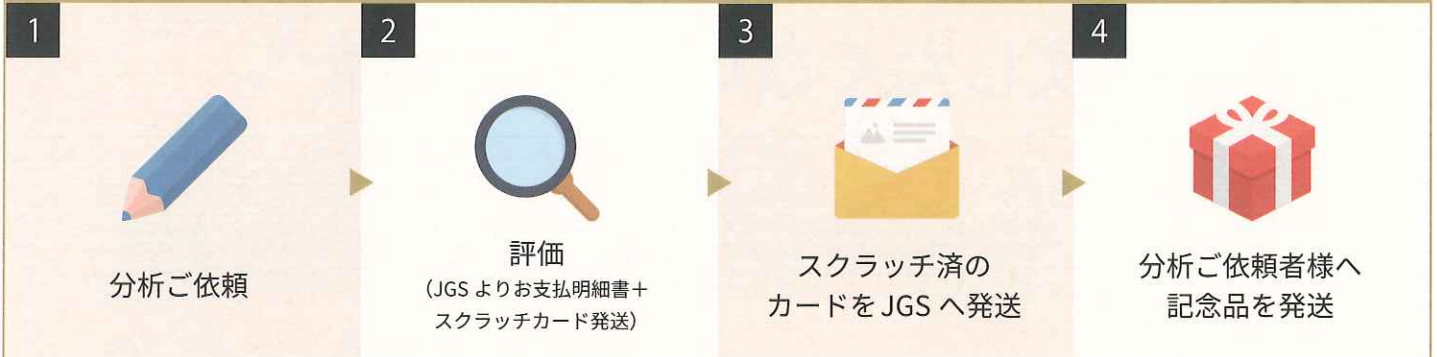 1
分析ご依頼
2
評価
（JGS よりお支払明細書＋
スクラッチカード発送）
3
スクラッチ済の
カードをJGS へ発送
4
分析ご依頼者様へ
記念品を発送